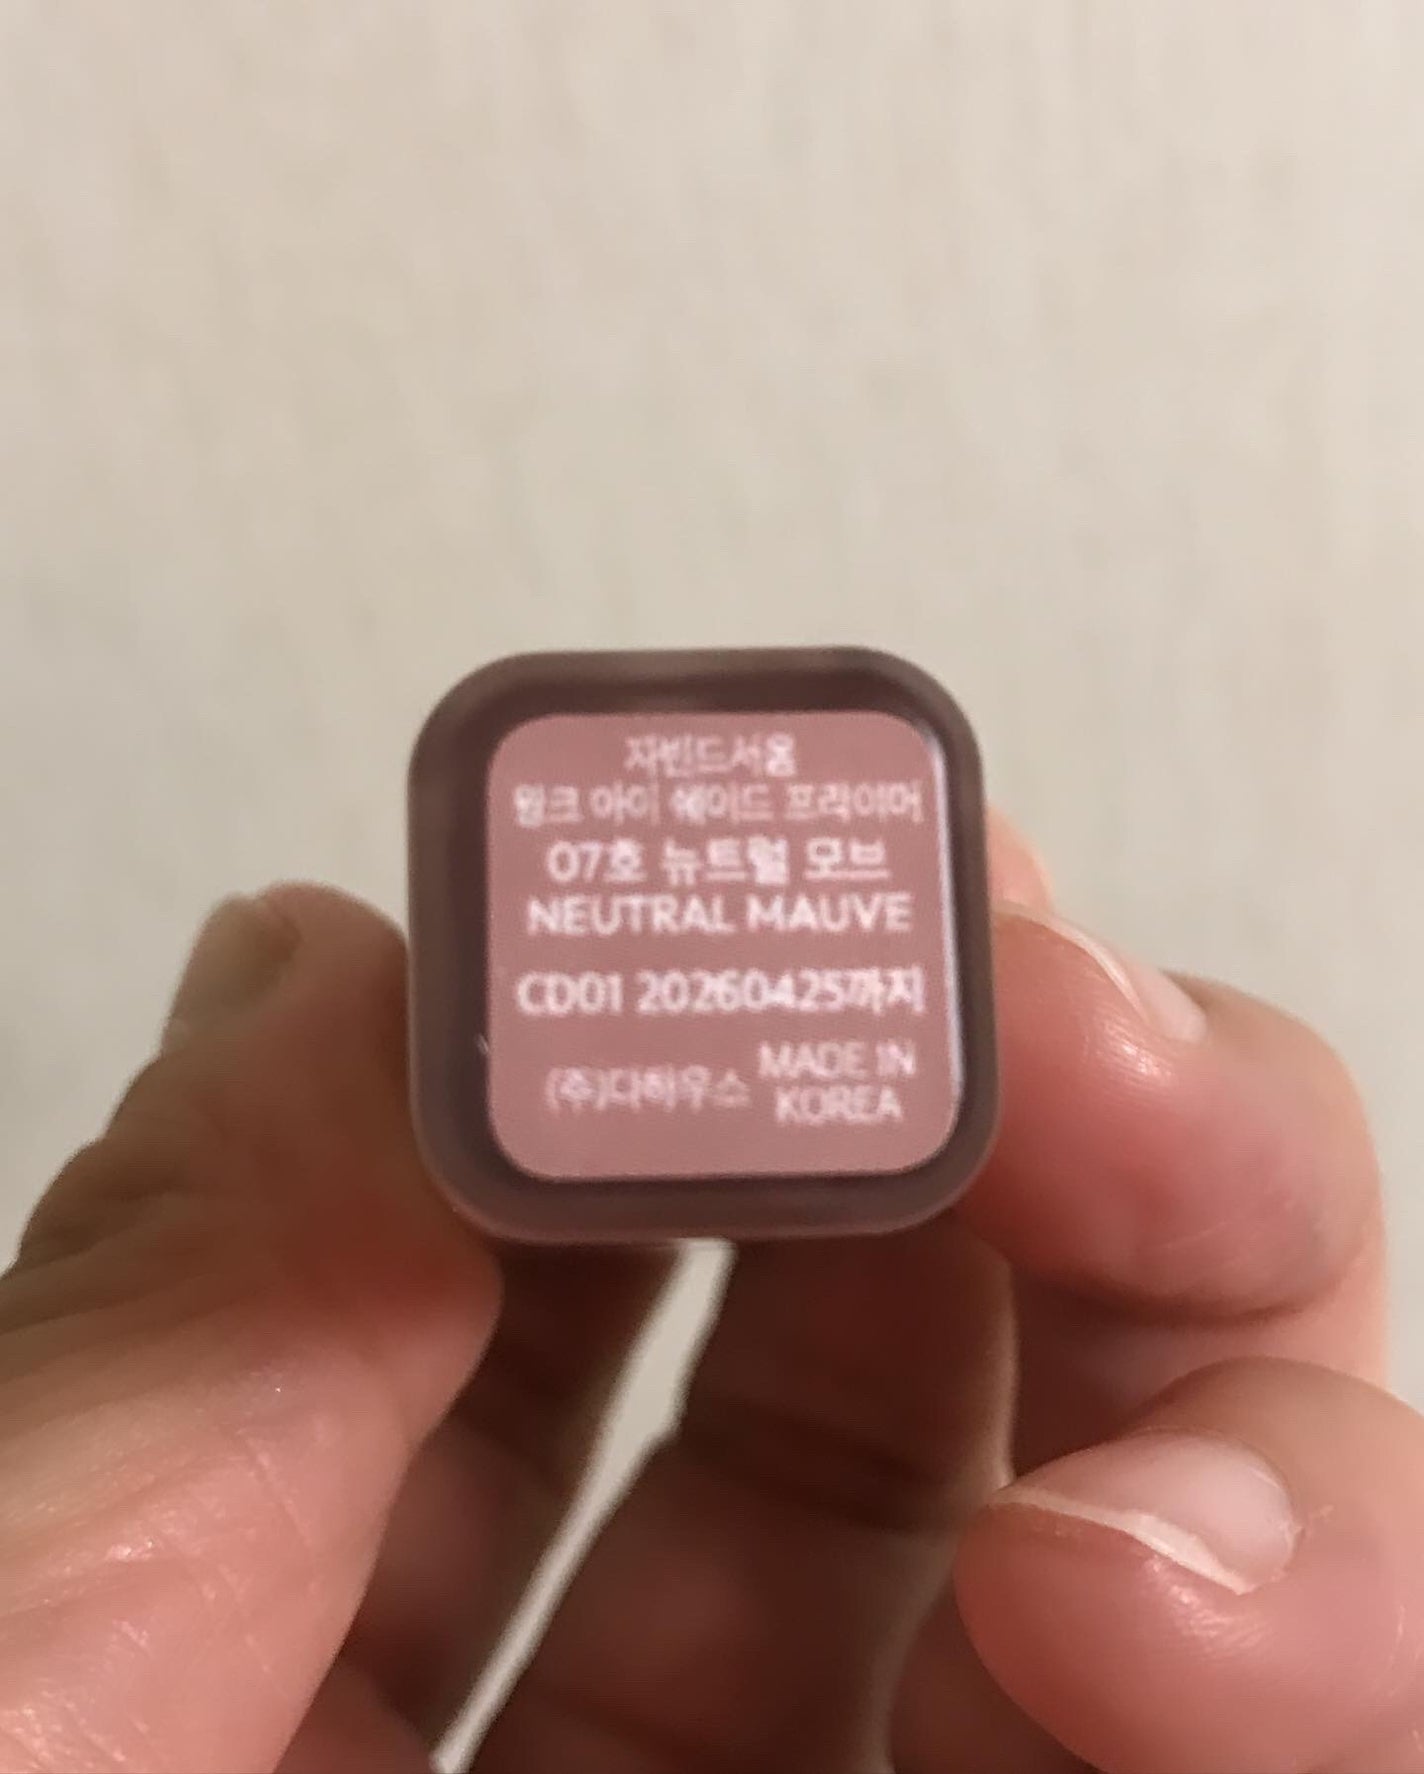 자빈드서울
윙크 아이 쉐이드 프라이머
07호 뉴트럴 모브
NEUTRAL MAUVE
CD01 20260425까지
(주)다하우스 MADE IN
KOREA